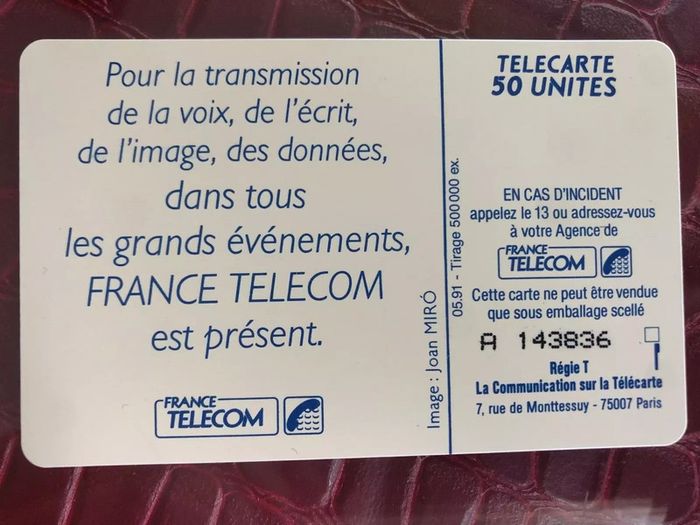 Pour la transmission
de la voix, de l'écrit,
de l'image, des données,
dans tous
les grands événements,
FRANCE TELECOM
est présent.
FRANCE
TELECOM
Image : Joan MIRÓ
05.91 - Tirage 500 000 ex.
TELECARTE
50 UNITES
EN CAS D'INCIDENT
appelez le 13 ou adressez-vous
à votre Agence de
FRANCE
TELECOM
Cette carte ne peut être vendue
que sous emballage scellé
A 143836
Régie T
La Communication sur la Télécarte
7, rue de Monttessuy - 75007 Paris